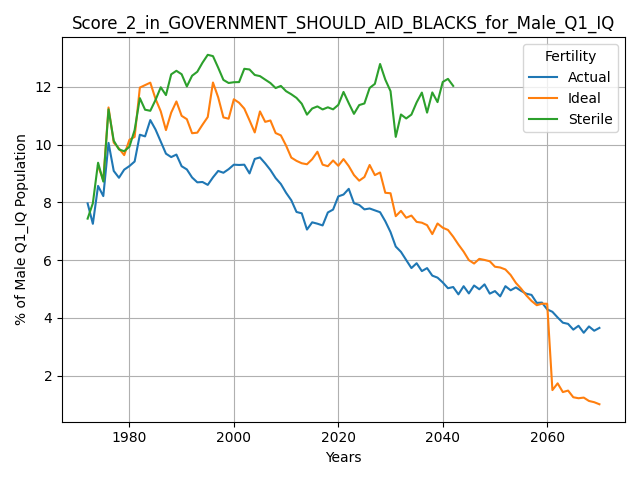 Score_2_in_GOVERNMENT_SHOULD_AID_BLACKS_for_Male_Q1_IQ
Fertility
Actual
Ideal
Sterile
% of Male Q1_IQ Population
12
10
8
6
4
2
1980
2000
2020
2040
2060
Years